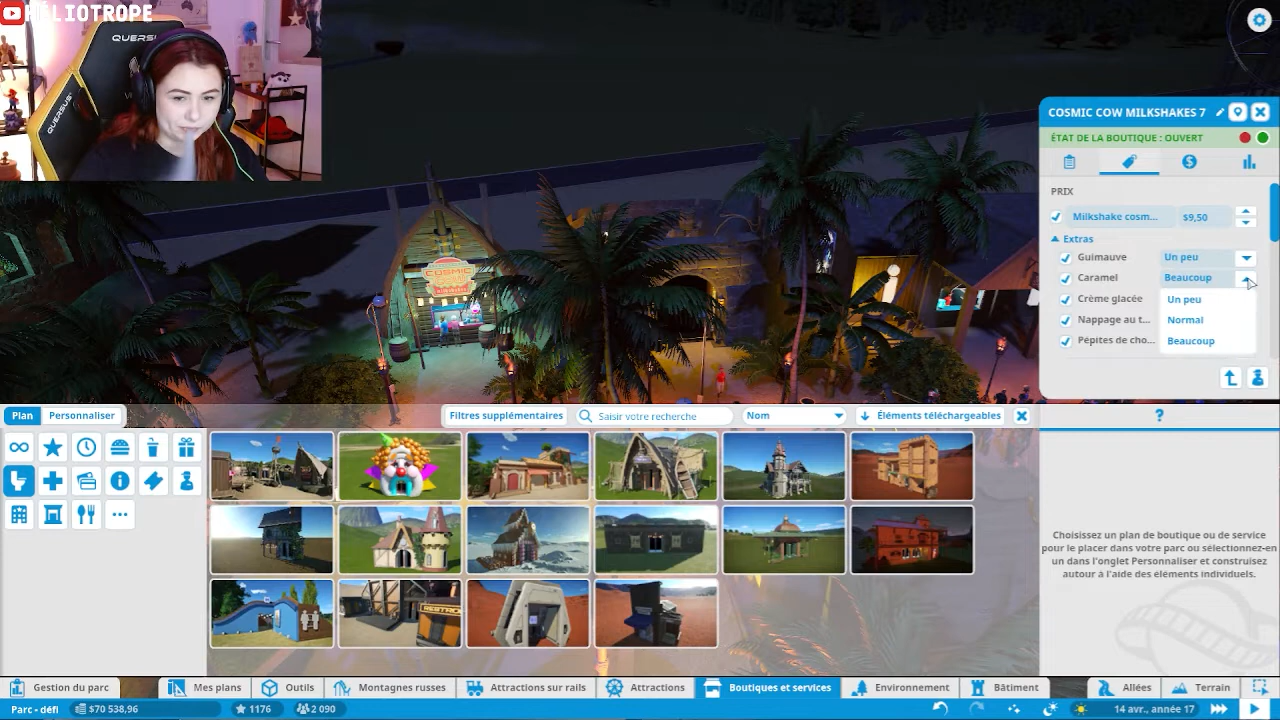 HÉLIOTROPE
QUERSUS
QUERSUS
COSMIC
COSMIC COW MILKSHAKES 7
ÉTAT DE LA BOUTIQUE : OUVERT
PRIX
Milkshake cosm... $9,50
Extras
Guimauve Un peu
Caramel Beaucoup
Crème glacée Un peu
Nappage au t... Normal
Pépites de cho... Beaucoup
Plan Personnaliser Filtres supplémentaires Saisir votre recherche Nom Éléments téléchargeables
?
Choisissez un plan de boutique ou de service
pour le placer dans votre parc ou sélectionnez-en
un dans l'onglet Personnaliser et construisez
autour à l'aide des éléments individuels.
Gestion du parc Mes plans Outils Montagnes russes Attractions sur rails Attractions Boutiques et services Environnement Bâtiment Allées Terrain
Parc - défi $70 538,96 1176 2 090 14 avr., année 17